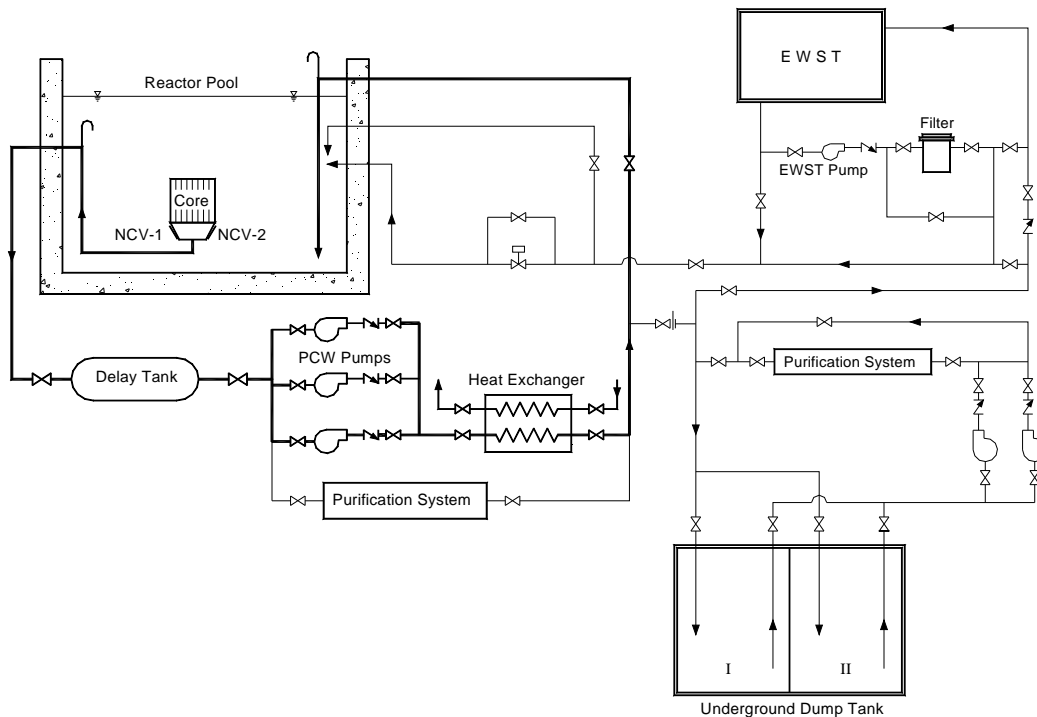 E W S T
Reactor Pool
Filter
EWST Pump
Core
NCV-1
NCV-2
PCW Pumps
Delay Tank
Heat Exchanger
Purification System
Purification System
I
II
Underground Dump Tank